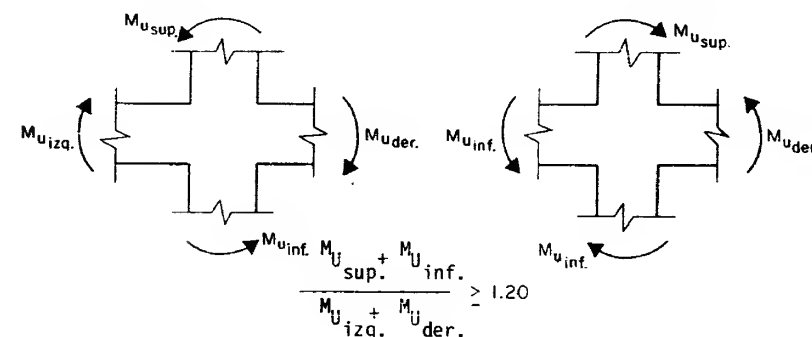 Mu sup.
Mu sup.
Mu izq.
Mu der.
Mu inf.
Mu der
Mu inf.
Mu inf.
MU sup. + MU inf.
≥ 1.20
MU izq. + MU der.